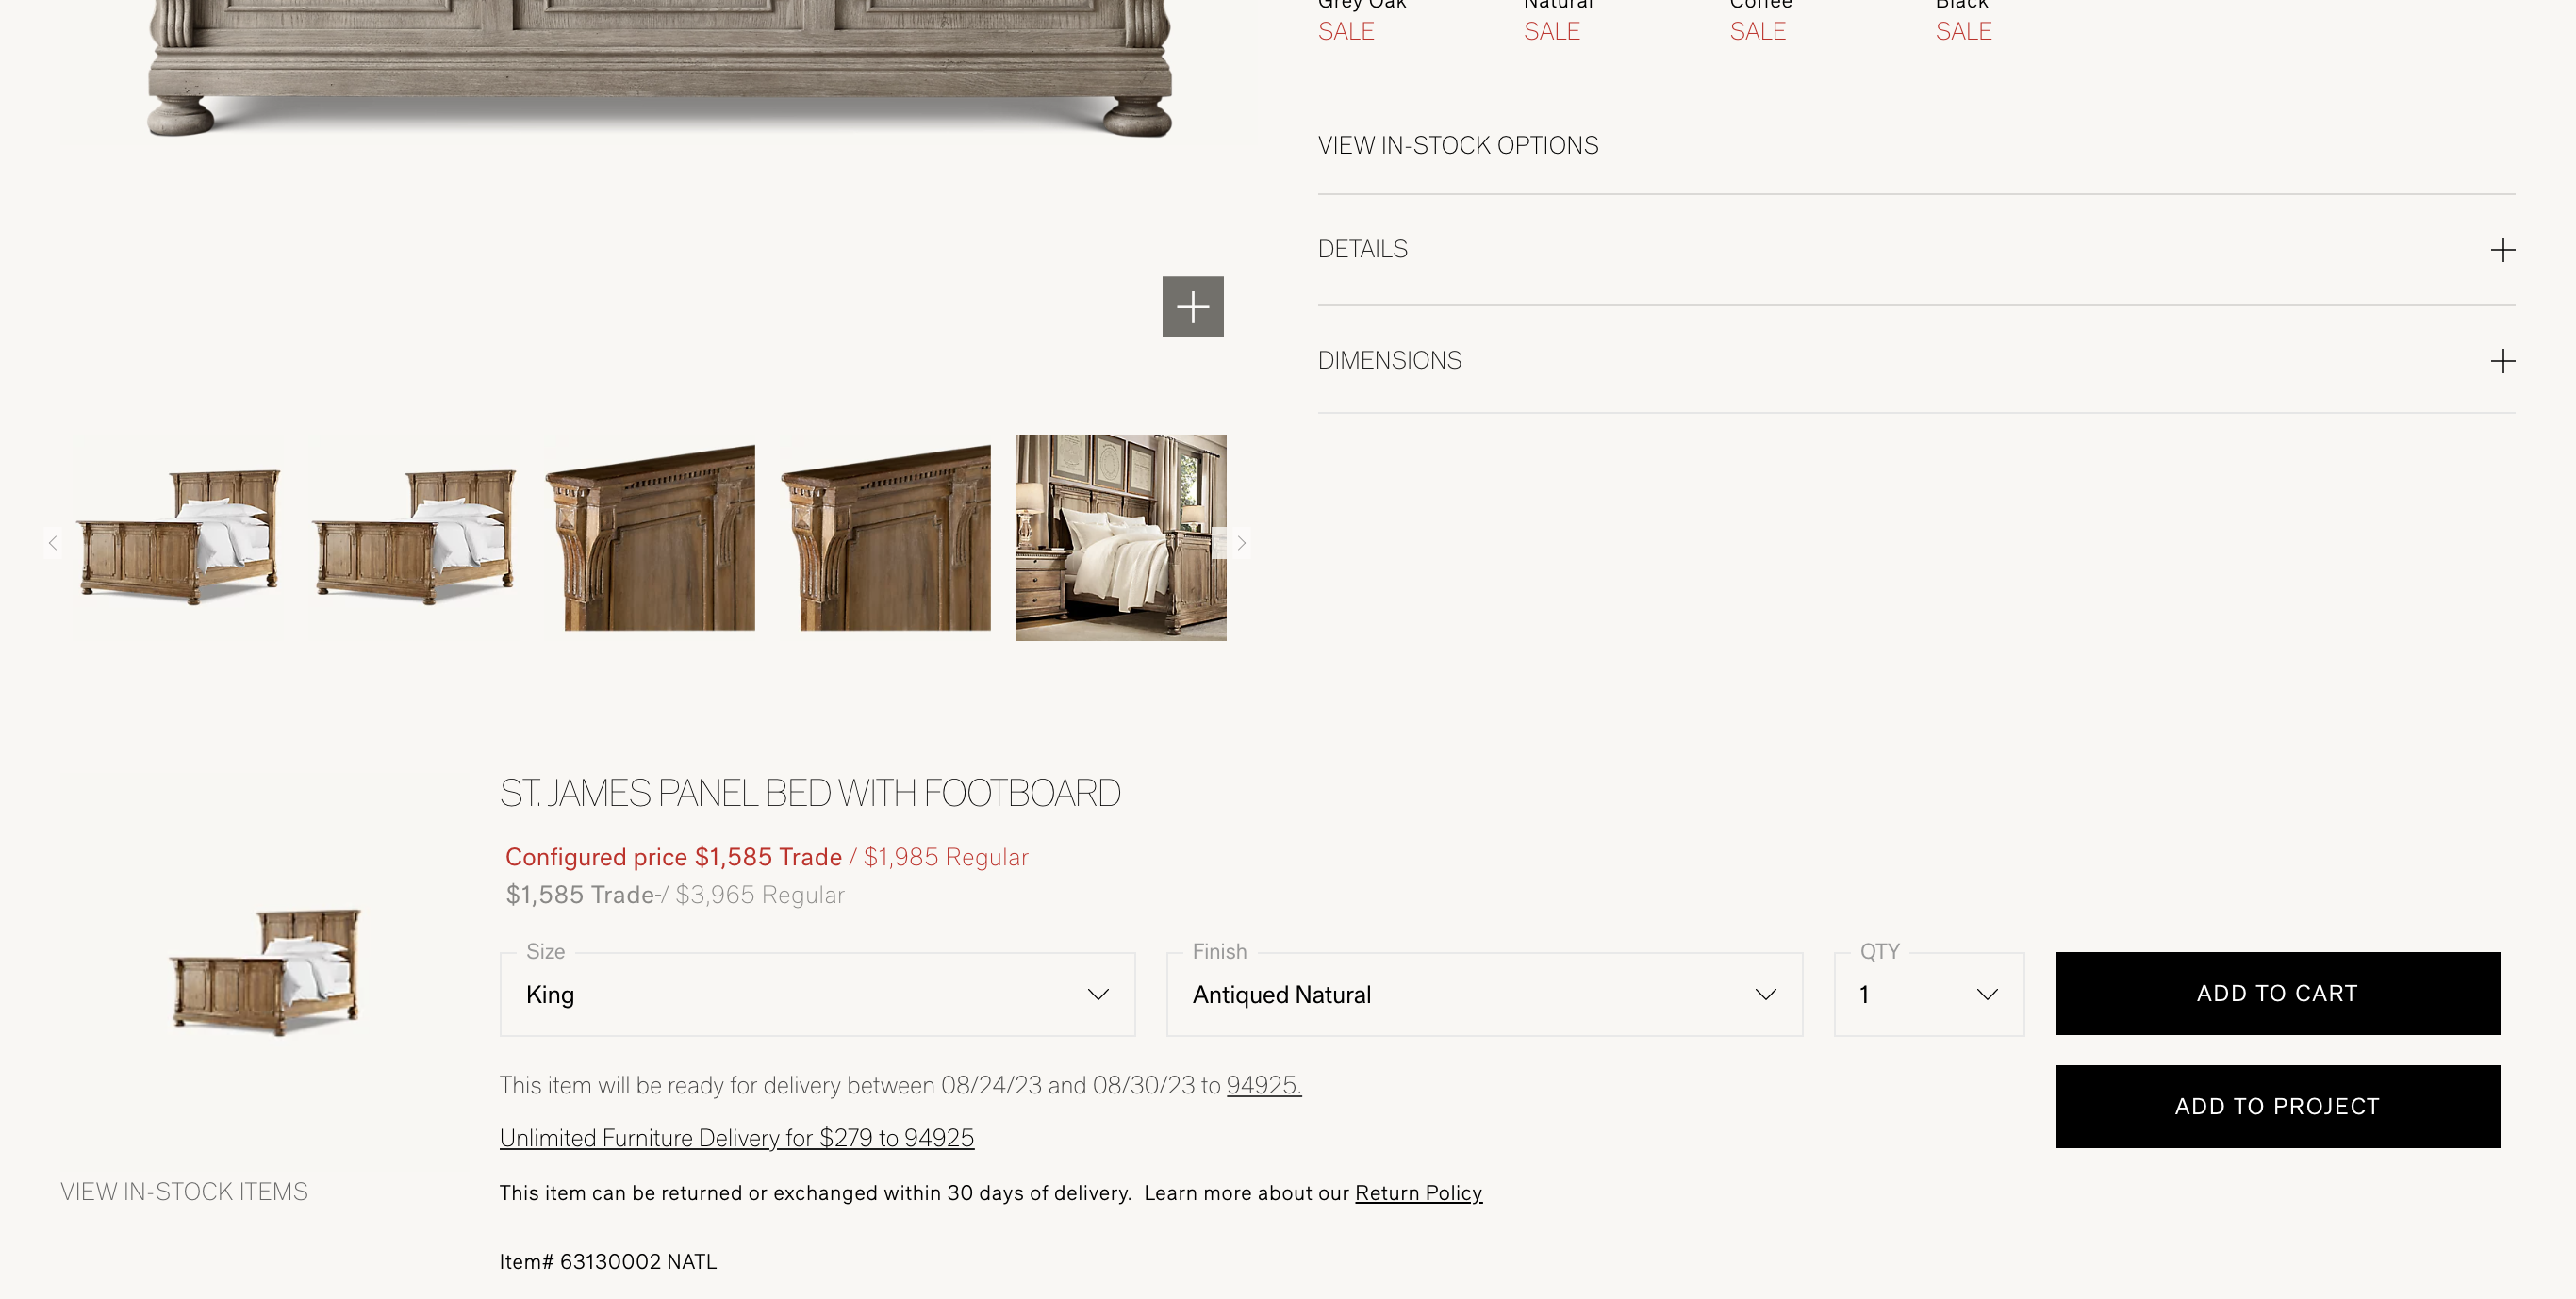 Grey Oak
Natural
Coffee
Black
SALE
SALE
SALE
SALE
VIEW IN-STOCK OPTIONS
DETAILS
DIMENSIONS
ST. JAMES PANEL BED WITH FOOTBOARD
Configured price $1,585 Trade / $1,985 Regular
$1,585 Trade / $3,965 Regular
Size
King
Finish
Antiqued Natural
QTY
1
ADD TO CART
This item will be ready for delivery between 08/24/23 and 08/30/23 to 94925.
ADD TO PROJECT
Unlimited Furniture Delivery for $279 to 94925
VIEW IN-STOCK ITEMS
This item can be returned or exchanged within 30 days of delivery. Learn more about our Return Policy
Item# 63130002 NATL